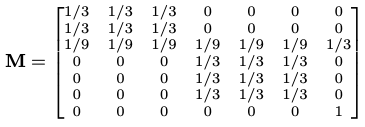 1/3 1/3 1/3 0 0 0 0
1/3 1/3 1/3 0 0 0 0
1/9 1/9 1/9 1/9 1/9 1/9 1/3
M = 0 0 0 1/3 1/3 1/3 0
0 0 0 1/3 1/3 1/3 0
0 0 0 1/3 1/3 1/3 0
0 0 0 0 0 0 1